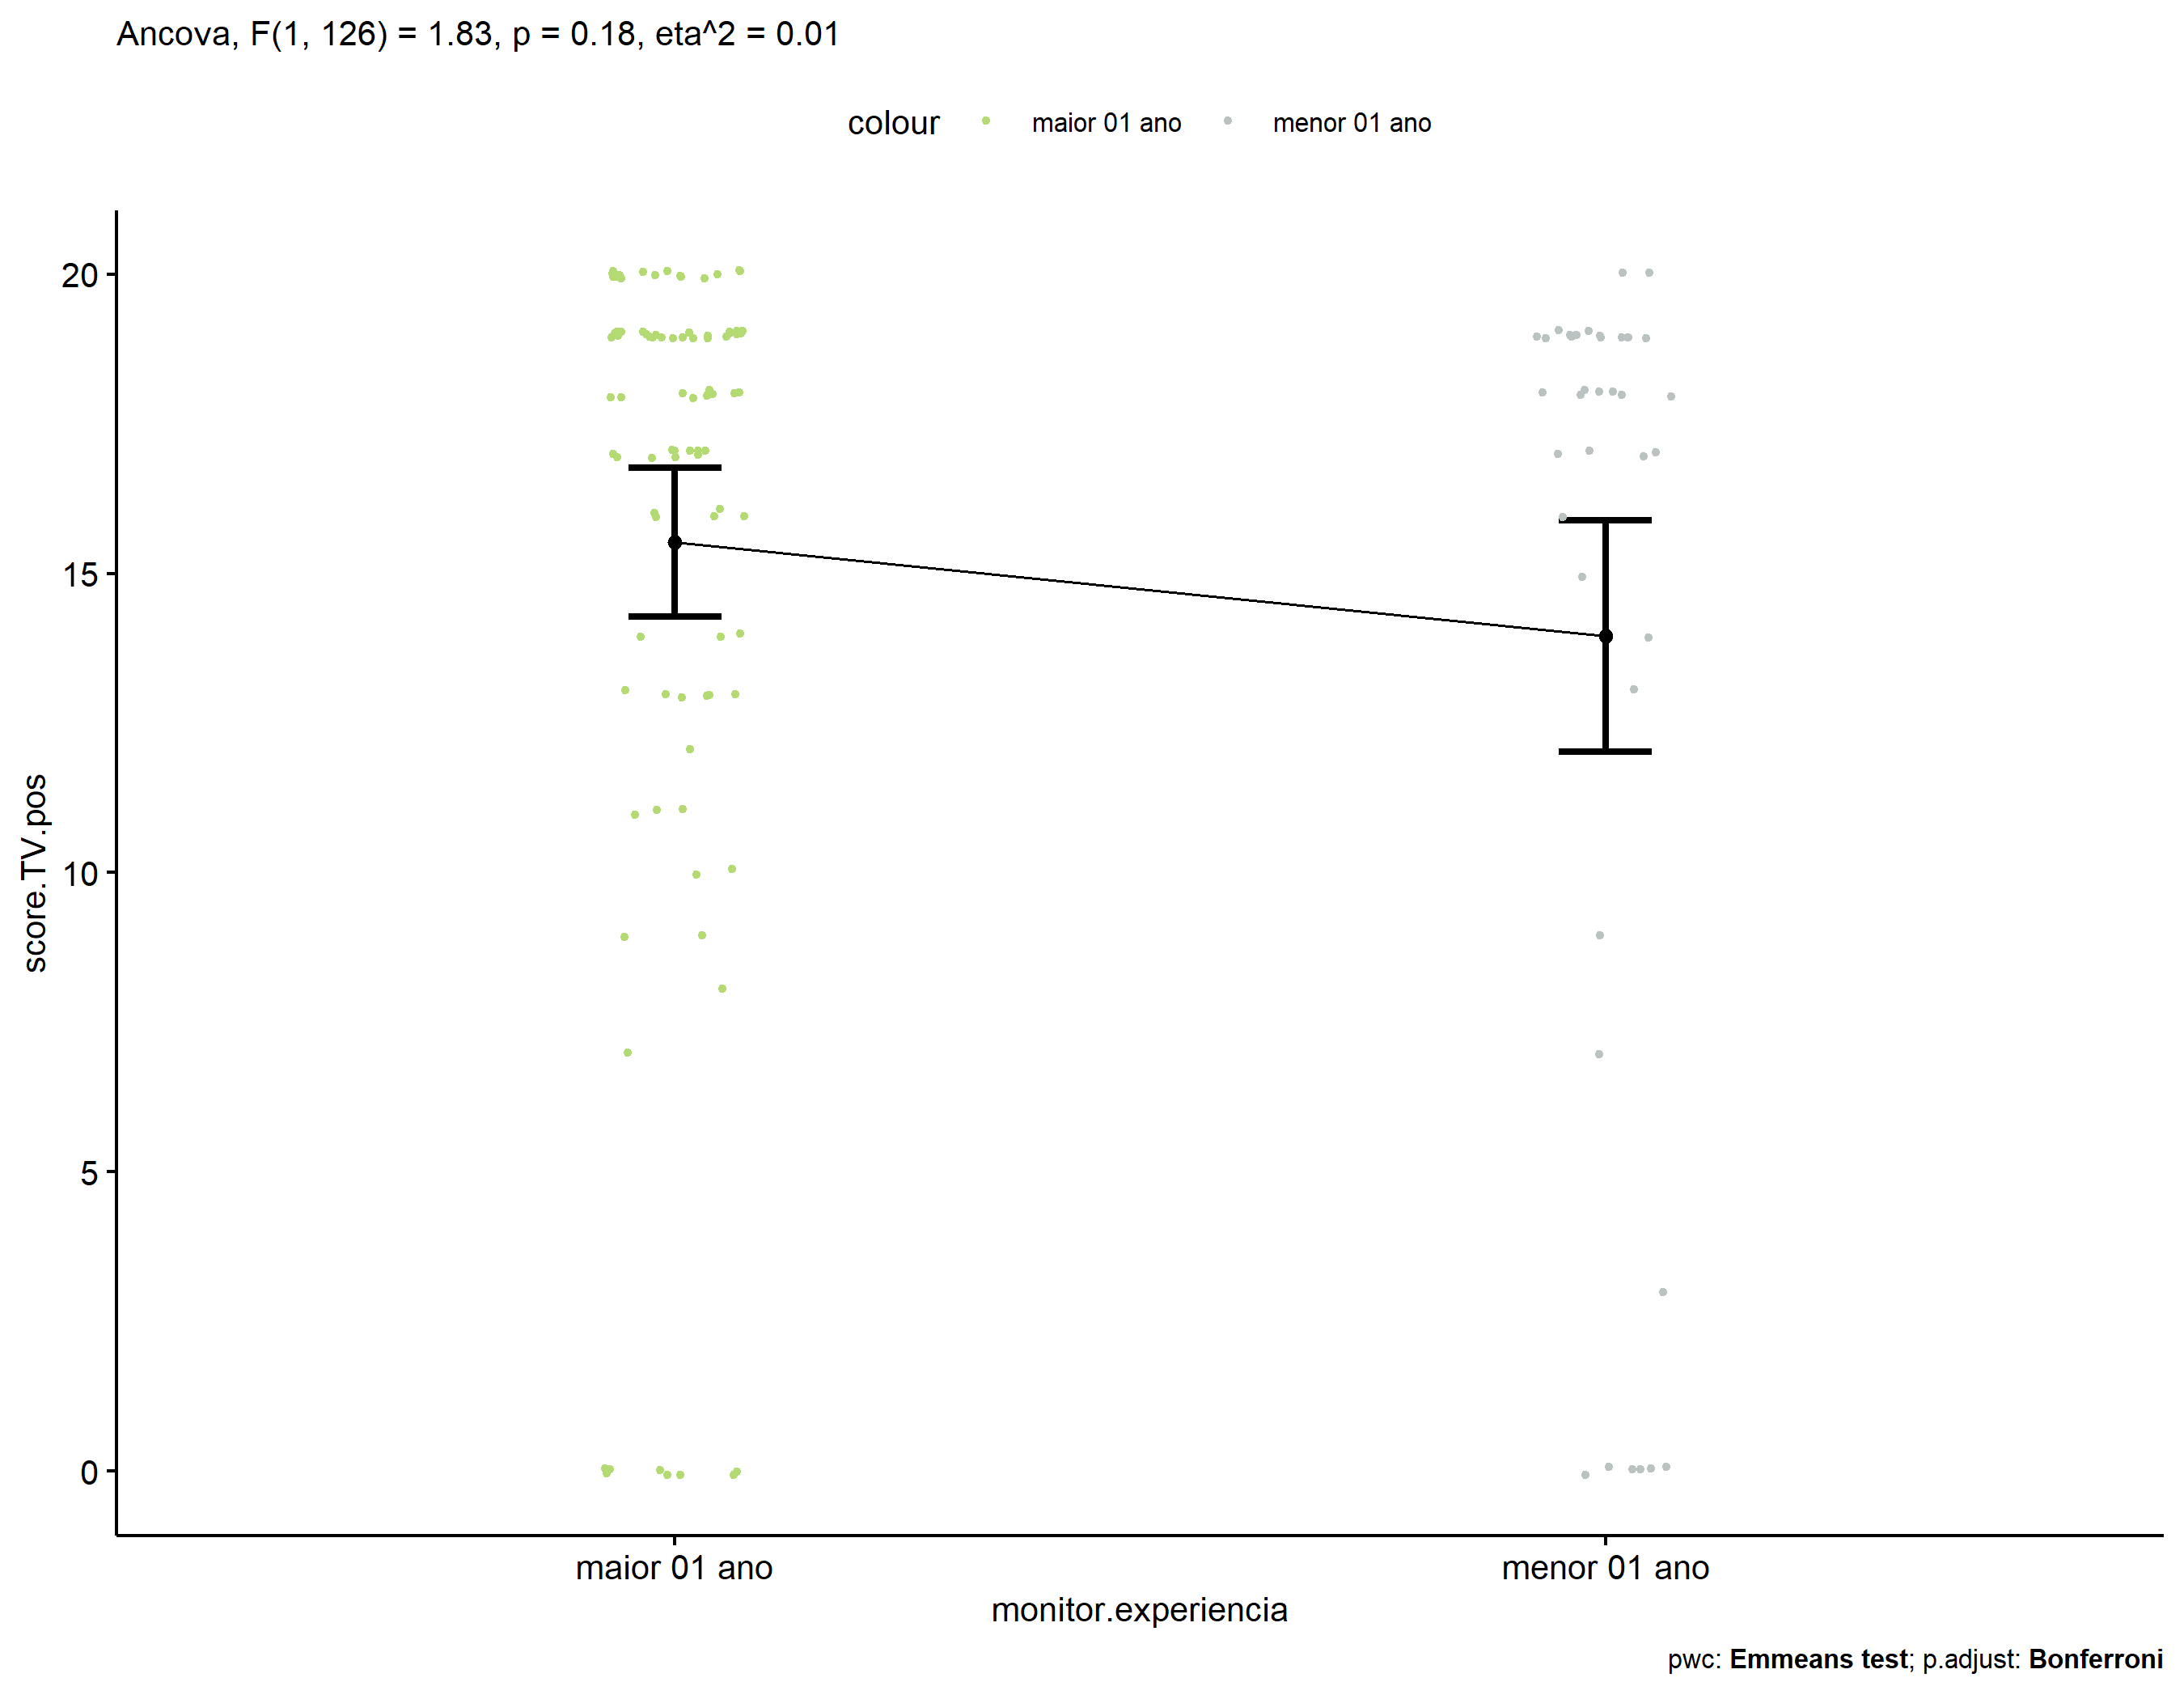 Ancova, F(1, 126) = 1.83, p = 0.18, eta^2 = 0.01
colour maior 01 ano menor 01 ano
20
15
10
5
0
score.TV.pos
maior 01 ano menor 01 ano
monitor.experiencia
pwc: Emmeans test; p.adjust: Bonferroni